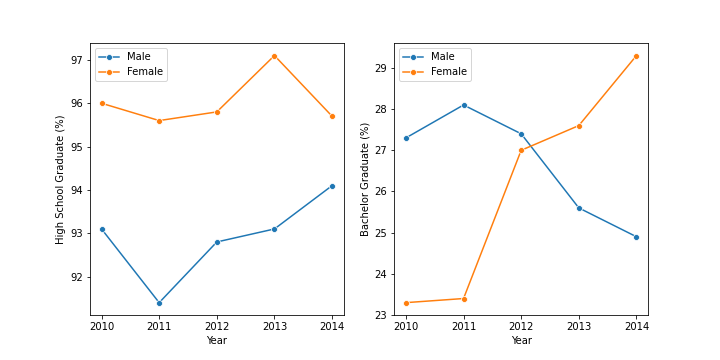 Male
Female
97
96
95
94
93
92
High School Graduate (%)
2010 2011 2012 2013 2014
Year
Male
Female
29
28
27
26
25
24
23
Bachelor Graduate (%)
2010 2011 2012 2013 2014
Year